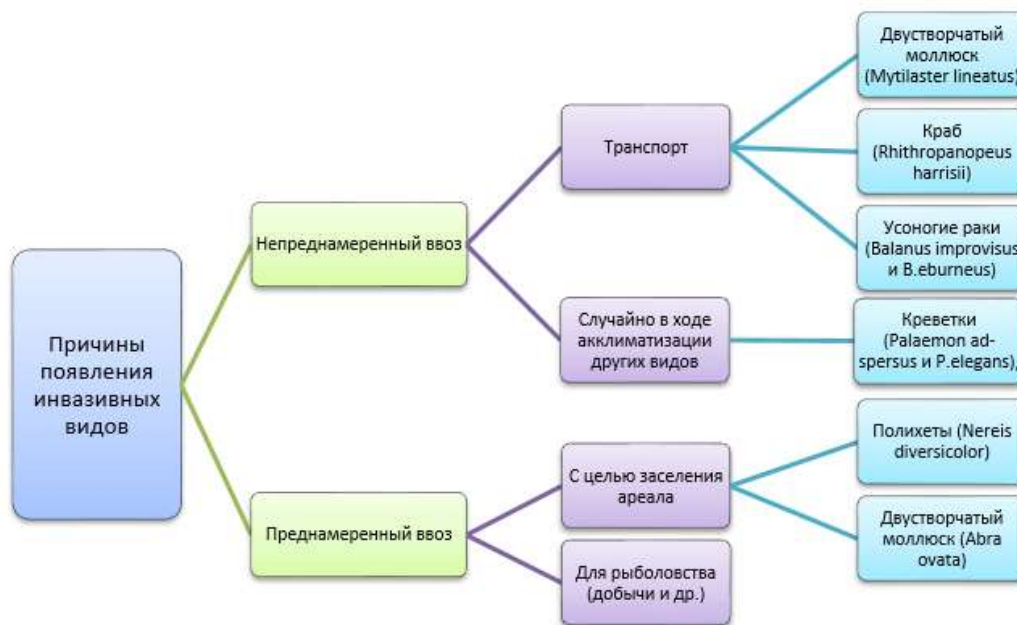 Причины
появления
инвазивных
видов
Непреднамеренный ввоз
Преднамеренный ввоз
Транспорт
Случайно в ходе
акклиматизации
других видов
С целью заселения
ареала
Для рыболовства
(добычи и др.)
Двустворчатый
моллюск
(Mytilaster lineatus)
Краб
(Rhithropanopeus
harrisii)
Усоногие раки
(Balanus improvisus
и B.eburneus)
Креветки
(Palaemon ad-
spersus и P.elegans),
Полихеты (Nereis
diversicolor)
Двустворчатый
моллюск (Abra
ovata)